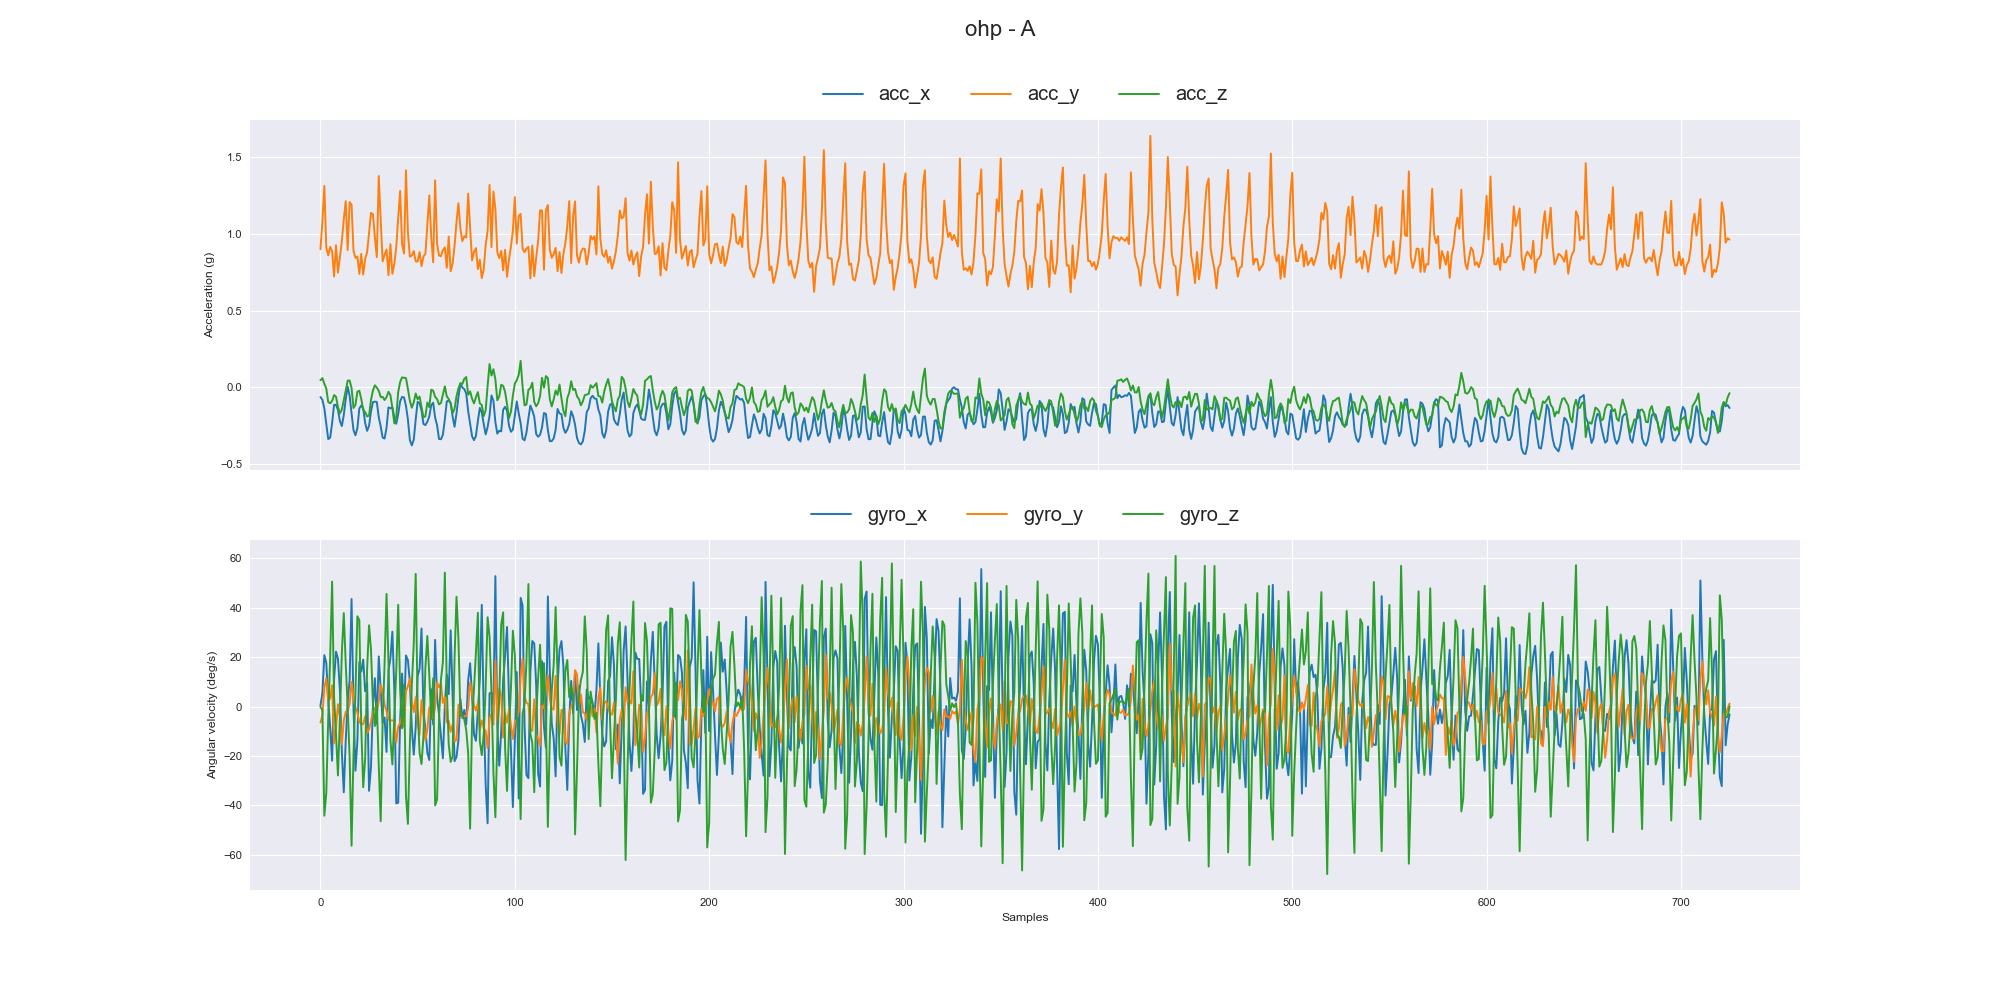 ohp - A
acc_x acc_y acc_z
1.5
1.0
0.5
0.0
−0.5
Acceleration (g)
gyro_x gyro_y gyro_z
60
40
20
0
−20
−40
−60
Angular velocity (deg/s)
0 100 200 300 400 500 600 700
Samples